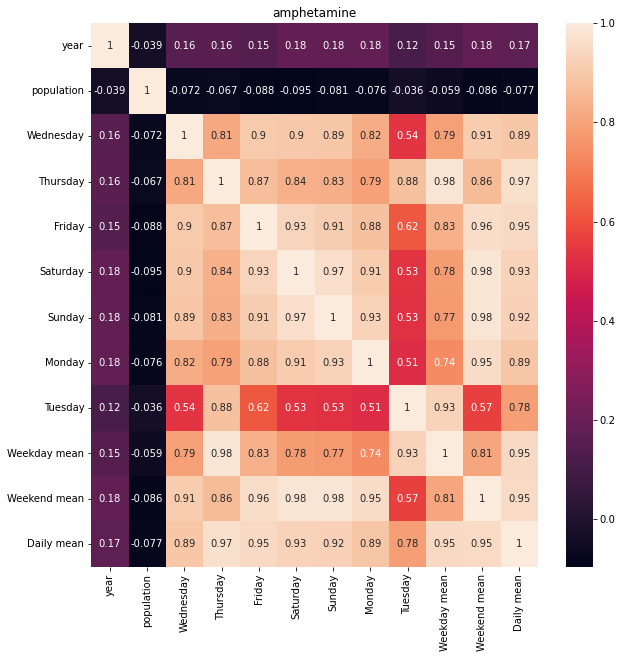 amphetamine
year 1 -0.039 0.16 0.16 0.15 0.18 0.18 0.18 0.12 0.15 0.18 0.17
population -0.039 1 -0.072 -0.067 -0.088 -0.095 -0.081 -0.076 -0.036 -0.059 -0.086 -0.077
Wednesday 0.16 -0.072 1 0.81 0.9 0.9 0.89 0.82 0.54 0.79 0.91 0.89
Thursday 0.16 -0.067 0.81 1 0.87 0.84 0.83 0.79 0.88 0.98 0.86 0.97
Friday 0.15 -0.088 0.9 0.87 1 0.93 0.91 0.88 0.62 0.83 0.96 0.95
Saturday 0.18 -0.095 0.9 0.84 0.93 1 0.97 0.91 0.53 0.78 0.98 0.93
Sunday 0.18 -0.081 0.89 0.83 0.91 0.97 1 0.93 0.53 0.77 0.98 0.92
Monday 0.18 -0.076 0.82 0.79 0.88 0.91 0.93 1 0.51 0.74 0.95 0.89
Tuesday 0.12 -0.036 0.54 0.88 0.62 0.53 0.53 0.51 1 0.93 0.57 0.78
Weekday mean 0.15 -0.059 0.79 0.98 0.83 0.78 0.77 0.74 0.93 1 0.81 0.95
Weekend mean 0.18 -0.086 0.91 0.86 0.96 0.98 0.98 0.95 0.57 0.81 1 0.95
Daily mean 0.17 -0.077 0.89 0.97 0.95 0.93 0.92 0.89 0.78 0.95 0.95 1
year
population
Wednesday
Thursday
Friday
Saturday
Sunday
Monday
Tuesday
Weekday mean
Weekend mean
Daily mean
1.0
0.8
0.6
0.4
0.2
0.0